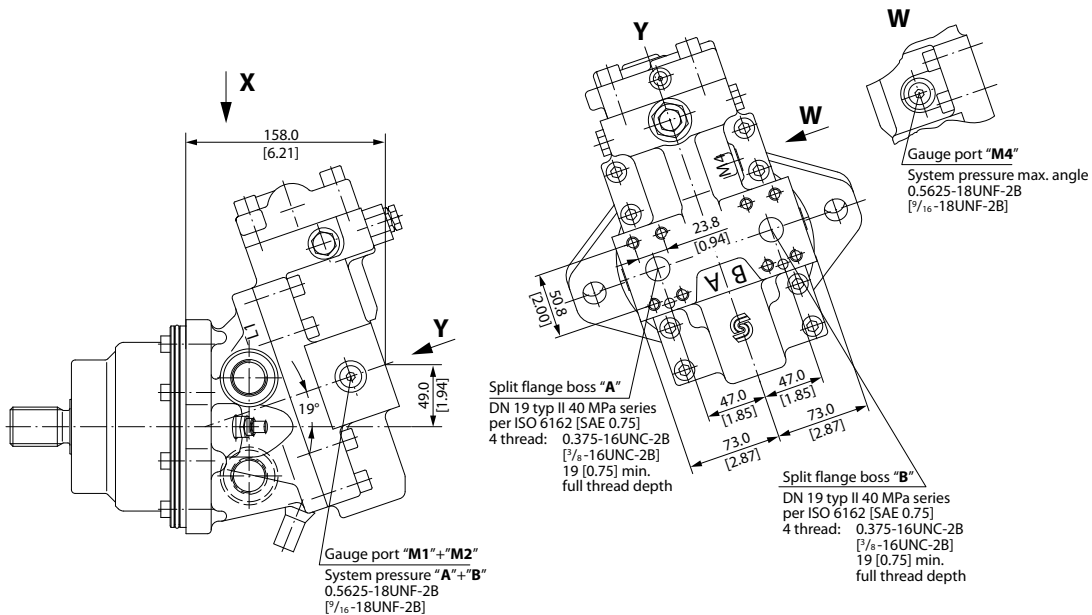 X
158.0
[6.21]
L1
19°
Y
49.0
[1.94]
Gauge port "M1"+"M2"
System pressure "A"+"B"
0.5625-18UNF-2B
[9/16-18UNF-2B]
Y
W
M4
23.8
[0.94]
50.8
[2.00]
B A
47.0
[1.85]
47.0
[1.85]
73.0
[2.87]
73.0
[2.87]
Split flange boss "A"
DN 19 typ II 40 MPa series
per ISO 6162 [SAE 0.75]
4 thread: 0.375-16UNC-2B
[3/8-16UNC-2B]
19 [0.75] min.
full thread depth
Split flange boss "B"
DN 19 typ II 40 MPa series
per ISO 6162 [SAE 0.75]
4 thread: 0.375-16UNC-2B
[3/8-16UNC-2B]
19 [0.75] min.
full thread depth
W
Gauge port "M4"
System pressure max. angle
0.5625-18UNF-2B
[9/16-18UNF-2B]